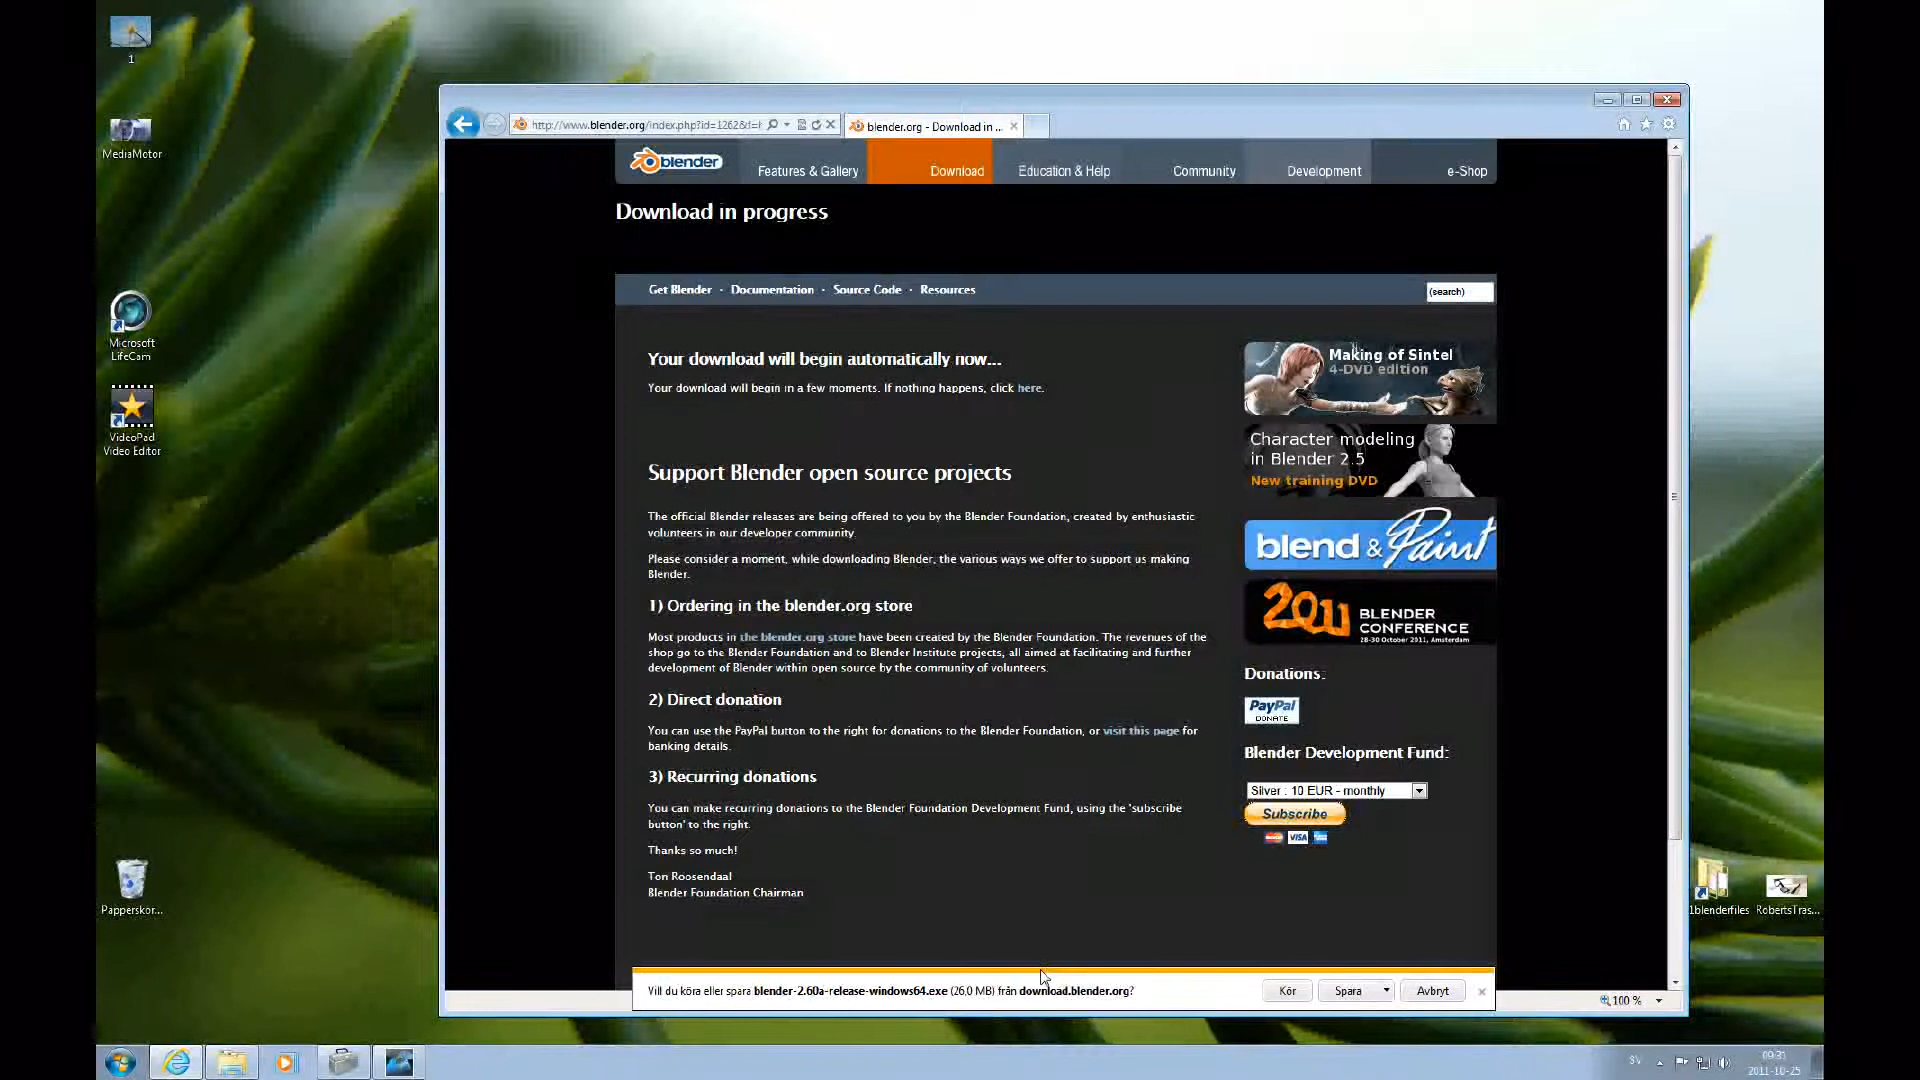 1
MediaMotor
Microsoft
LifeCam
VideoPad
Video Editor
Papperskor...
1blenderfiles
RobertsTras...
http://www.blender.org/index.php?id=1262&f=
blender.org - Download in ...
blender
Features & Gallery
Download
Education & Help
Community
Development
e-Shop
Download in progress
Get Blender · Documentation · Source Code · Resources
(search)
Your download will begin automatically now...
Your download will begin in a few moments. If nothing happens, click here.
Support Blender open source projects
The official Blender releases are being offered to you by the Blender Foundation, created by enthusiastic
volunteers in our developer community.
Please consider a moment, while downloading Blender, the various ways we offer to support us making
Blender.
1) Ordering in the blender.org store
Most products in the blender.org store have been created by the Blender Foundation. The revenues of the
shop go to the Blender Foundation and to Blender Institute projects, all aimed at facilitating and further
development of Blender within open source by the community of volunteers.
2) Direct donation
You can use the PayPal button to the right for donations to the Blender Foundation, or visit this page for
banking details.
3) Recurring donations
You can make recurring donations to the Blender Foundation Development Fund, using the 'subscribe
button' to the right.
Thanks so much!
Ton Roosendaal
Blender Foundation Chairman
Making of Sintel
4-DVD edition
Character modeling
in Blender 2.5
New training DVD
blend & Paint
2011 BLENDER
CONFERENCE
28-30 October 2011, Amsterdam
Donations:
PayPal
DONATE
Blender Development Fund:
Silver : 10 EUR - monthly
Subscribe
VISA
Vill du köra eller spara blender-2.60a-release-windows64.exe (26,0 MB) från download.blender.org?
Kör
Spara
Avbryt
100 %
SV
09:31
2011-10-25